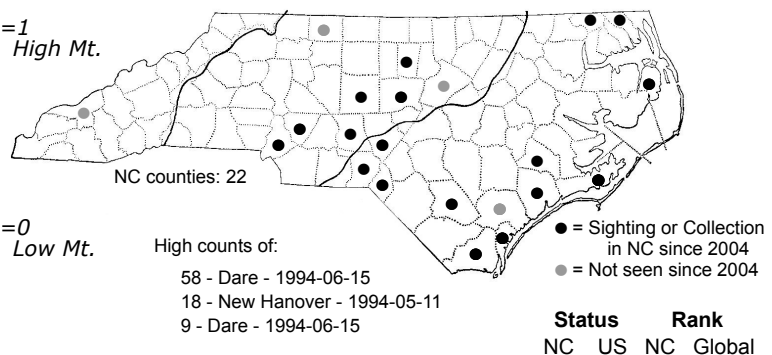 =1
High Mt.
NC counties: 22
=0
Low Mt.
High counts of:
58 - Dare - 1994-06-15
18 - New Hanover - 1994-05-11
9 - Dare - 1994-06-15
= Sighting or Collection
in NC since 2004
= Not seen since 2004
Status Rank
NC US NC Global